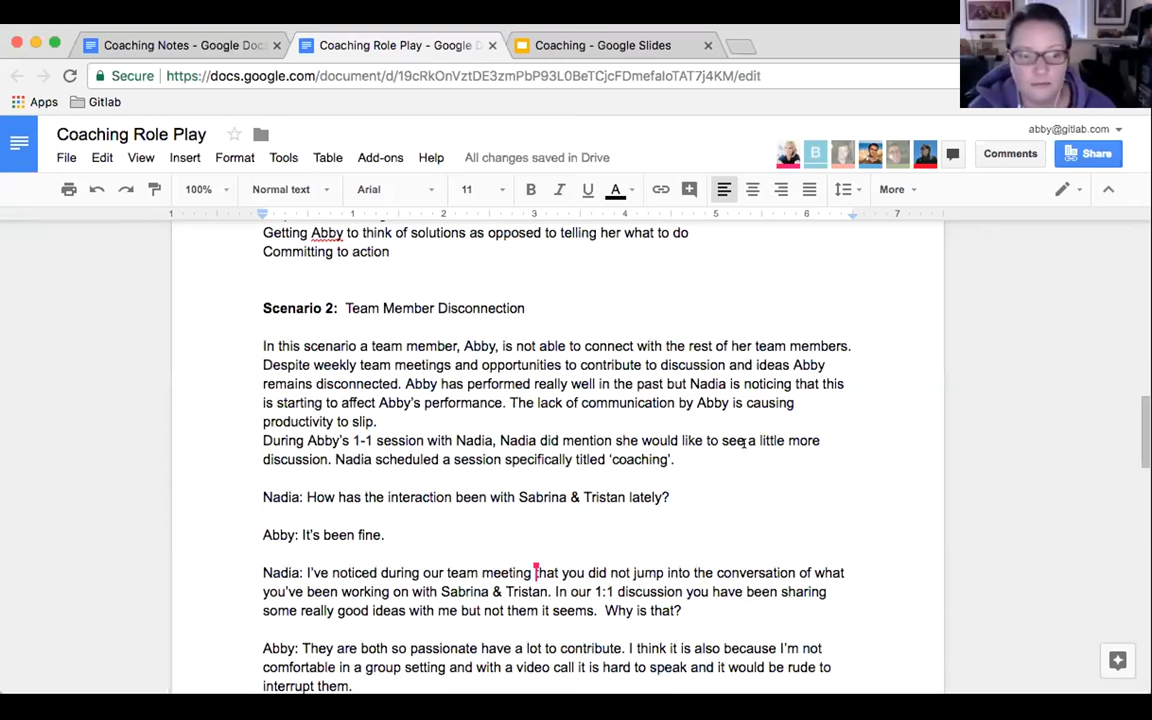 Coaching Notes - Google Docs
Coaching Role Play - Google D
Coaching - Google Slides
Secure
https://docs.google.com/document/d/19cRkOnVztDE3zmPbP93L0BeTCjcFDmefaIoTAT7j4KM/edit
Apps
Gitlab
abby@gitlab.com
Coaching Role Play
File Edit View Insert Format Tools Table Add-ons Help All changes saved in Drive
B
Comments
Share
100% Normal text Arial 11 B I U A More
1 1 2 3 4 5 6 7
Getting Abby to think of solutions as opposed to telling her what to do
Committing to action
Scenario 2: Team Member Disconnection
In this scenario a team member, Abby, is not able to connect with the rest of her team members.
Despite weekly team meetings and opportunities to contribute to discussion and ideas Abby
remains disconnected. Abby has performed really well in the past but Nadia is noticing that this
is starting to affect Abby's performance. The lack of communication by Abby is causing
productivity to slip.
During Abby's 1-1 session with Nadia, Nadia did mention she would like to see a little more
discussion. Nadia scheduled a session specifically titled 'coaching'.
Nadia: How has the interaction been with Sabrina & Tristan lately?
Abby: It's been fine.
Nadia: I've noticed during our team meeting that you did not jump into the conversation of what
you've been working on with Sabrina & Tristan. In our 1:1 discussion you have been sharing
some really good ideas with me but not them it seems. Why is that?
Abby: They are both so passionate have a lot to contribute. I think it is also because I'm not
comfortable in a group setting and with a video call it is hard to speak and it would be rude to
interrupt them.